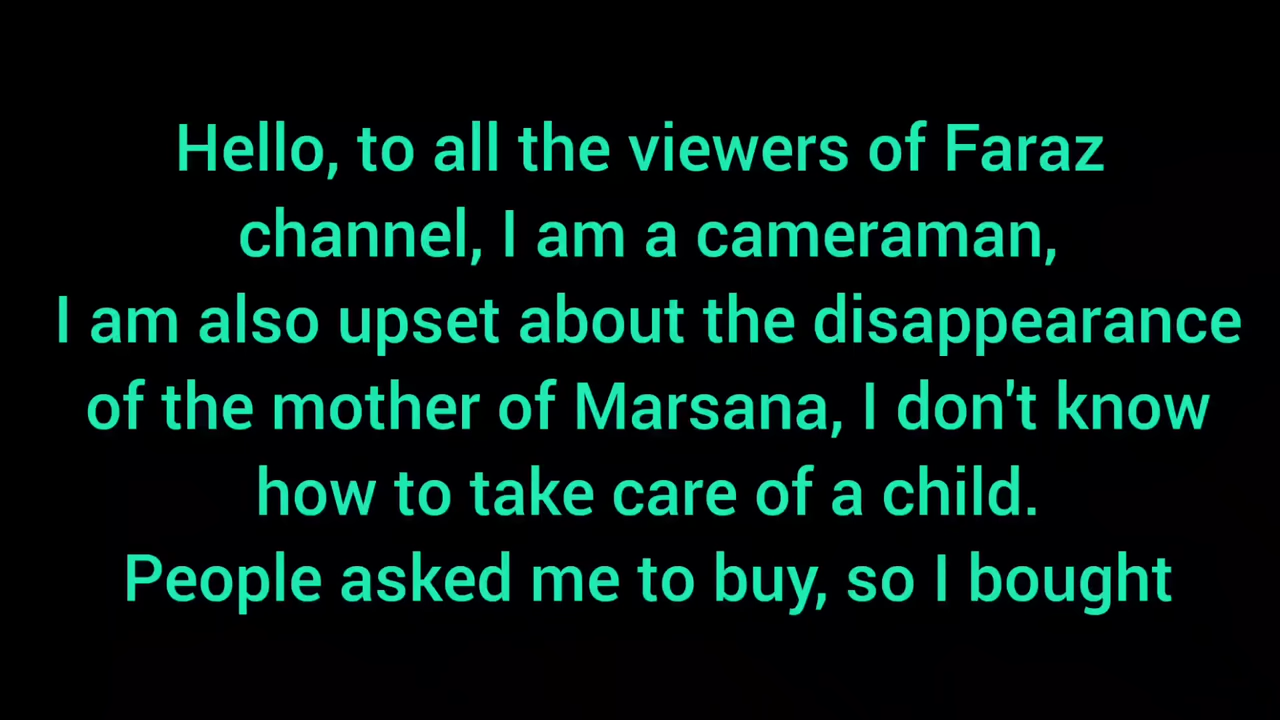 Hello, to all the viewers of Faraz
channel, I am a cameraman,
I am also upset about the disappearance
of the mother of Marsana, I don't know
how to take care of a child.
People asked me to buy, so I bought